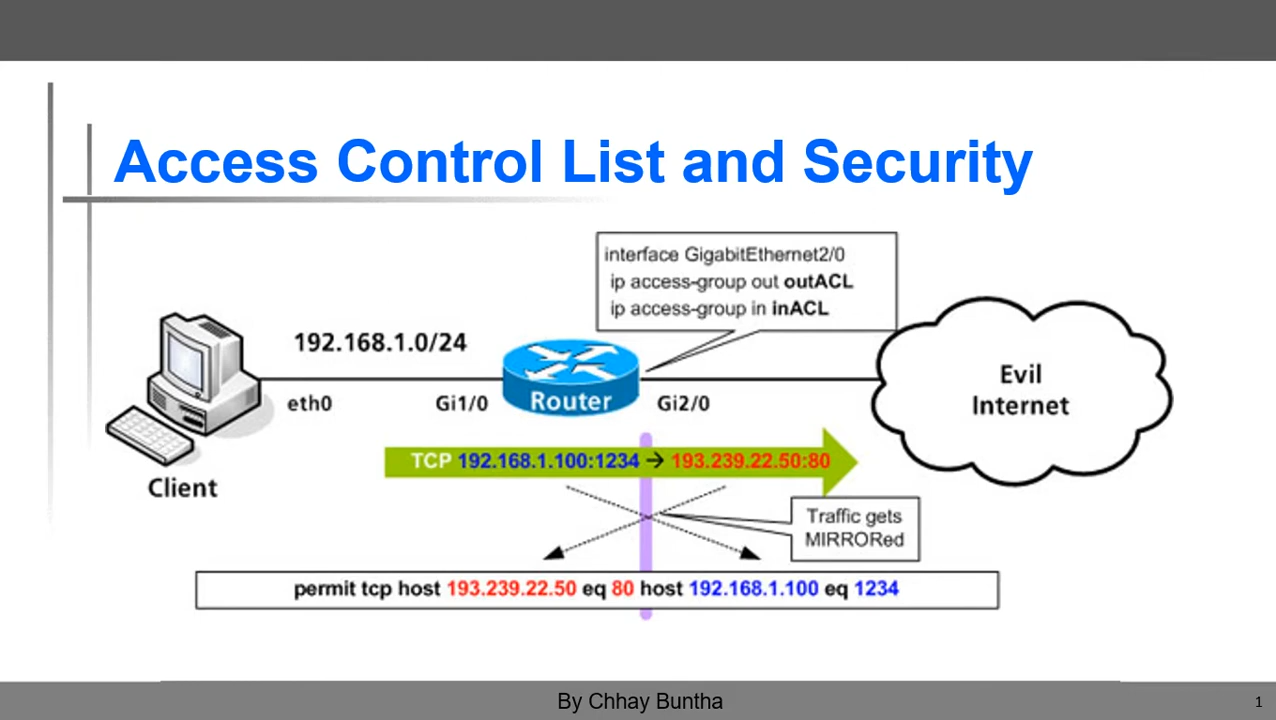 Access Control List and Security
interface GigabitEthernet2/0
ip access-group out outACL
ip access-group in inACL
192.168.1.0/24
eth0
Gi1/0
Router
Gi2/0
Evil
Internet
Client
TCP 192.168.1.100:1234 → 193.239.22.50:80
Traffic gets
MIRRORed
permit tcp host 193.239.22.50 eq 80 host 192.168.1.100 eq 1234
By Chhay Buntha
1